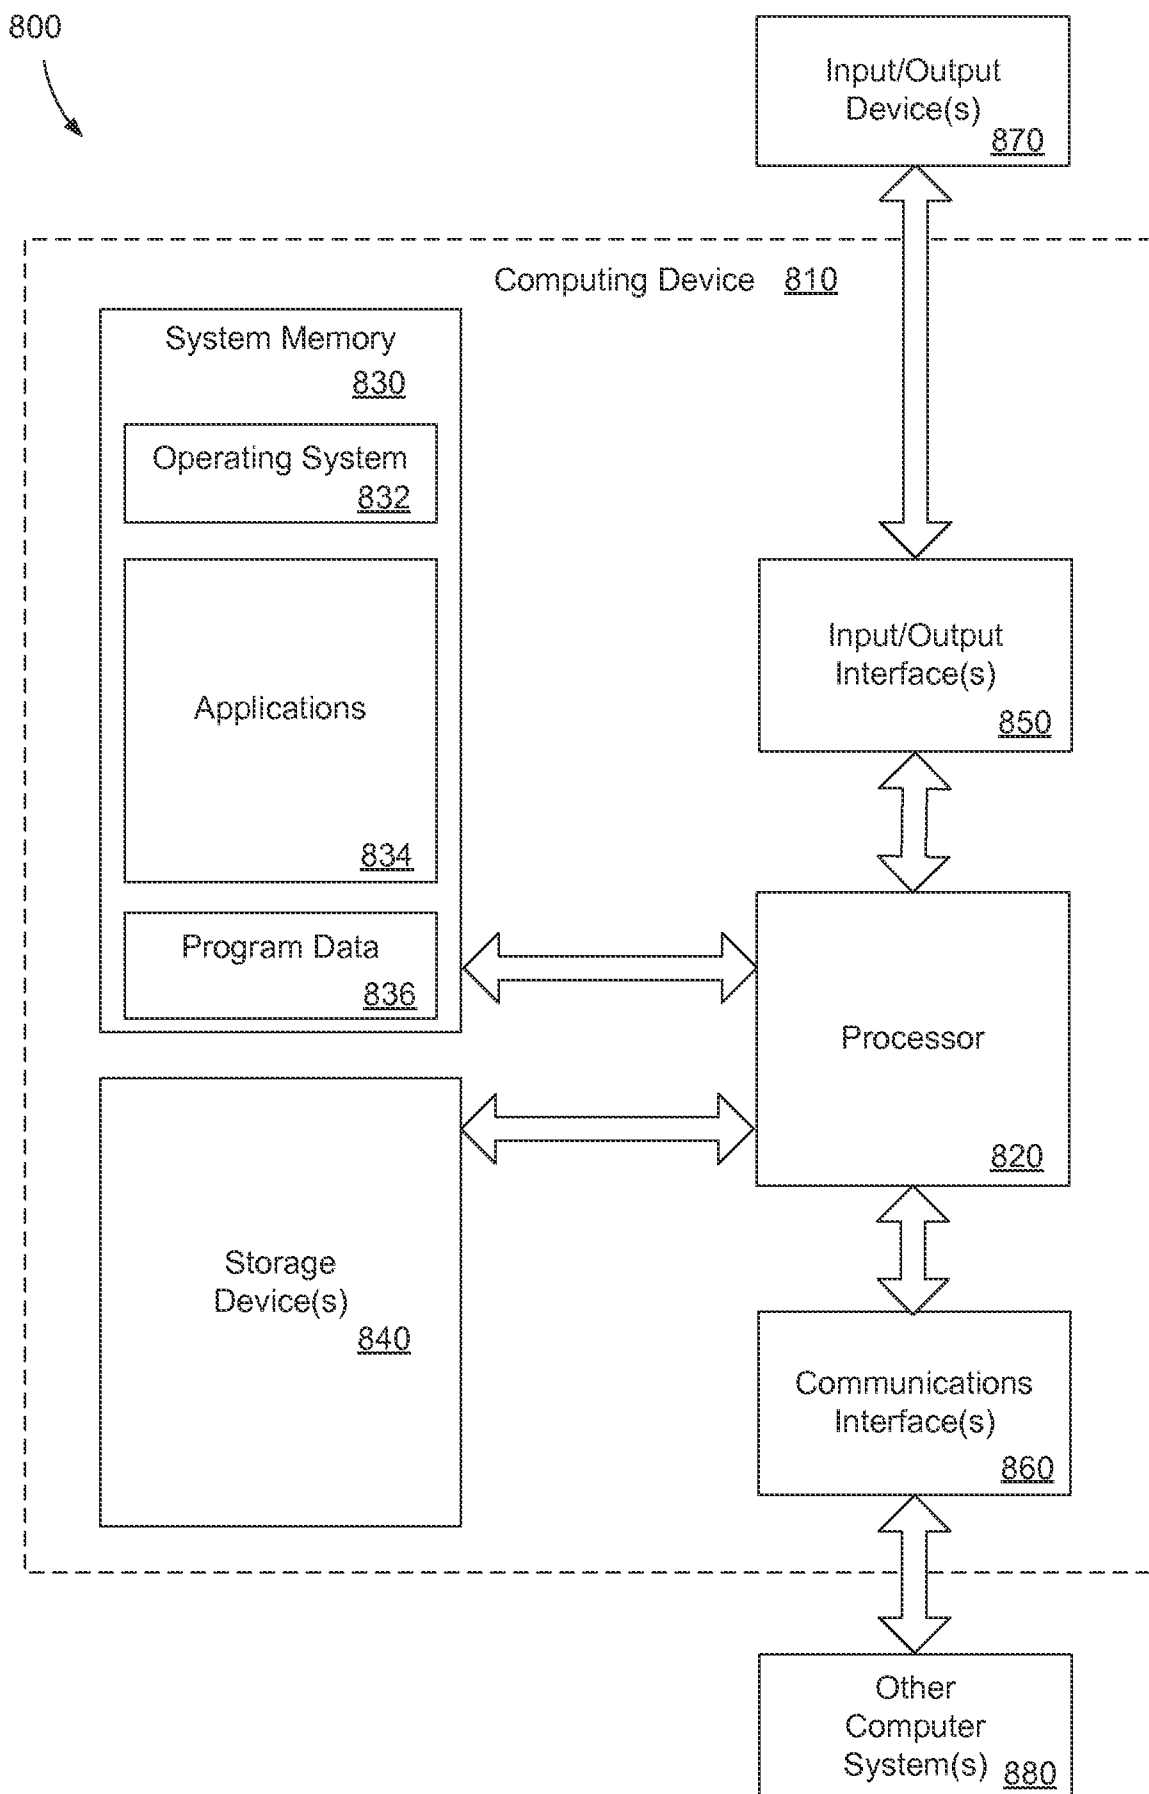 800
Input/Output
Device(s)
870
Computing Device 810
System Memory
830
Operating System
832
Applications
834
Program Data
836
Storage
Device(s)
840
Input/Output
Interface(s)
850
Processor
820
Communications
Interface(s)
860
Other
Computer
System(s)
880